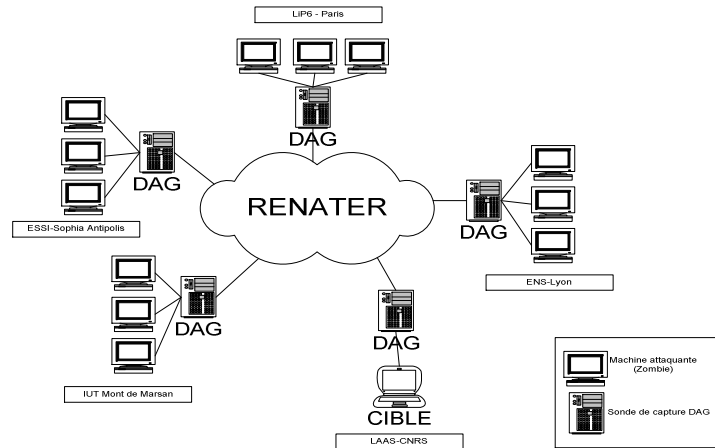 LiP6 - Paris
DAG
DAG
ESSI-Sophia Antipolis
RENATER
DAG
ENS-Lyon
DAG
IUT Mont de Marsan
DAG
CIBLE
LAAS-CNRS
Machine attaquante
(Zombie)
Sonde de capture DAG